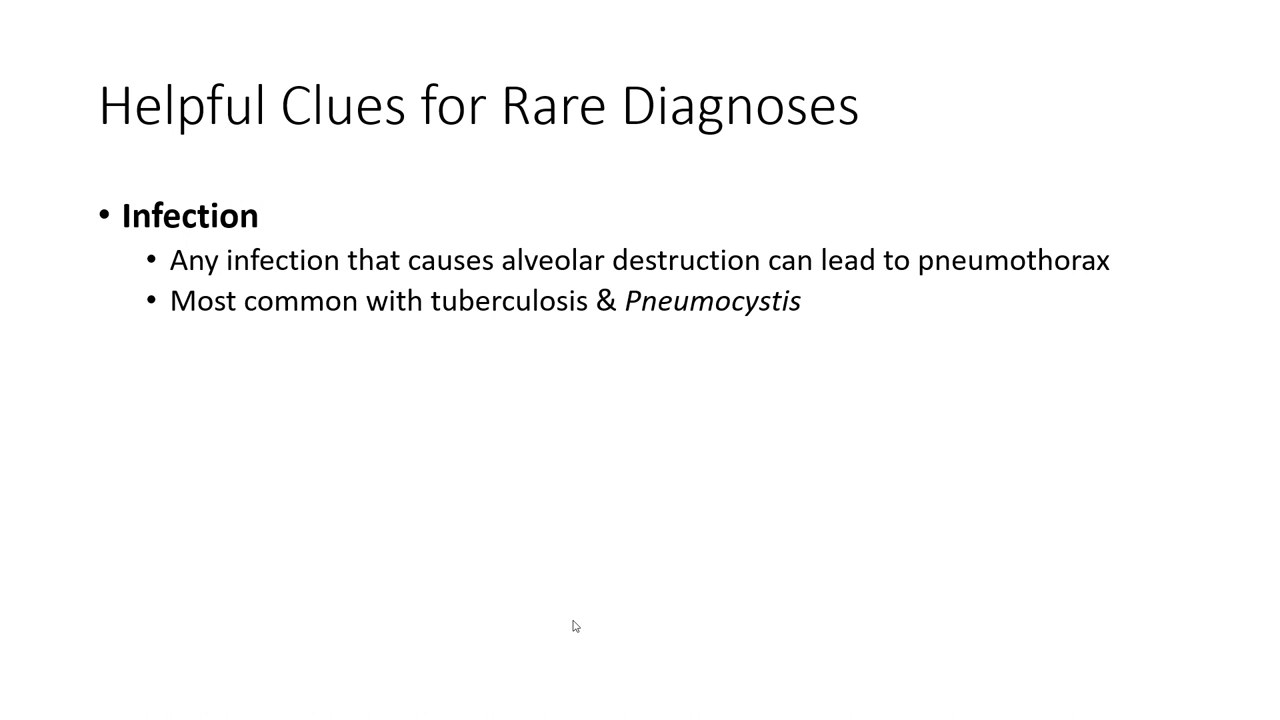 Helpful Clues for Rare Diagnoses
• Infection
• Any infection that causes alveolar destruction can lead to pneumothorax
• Most common with tuberculosis & Pneumocystis